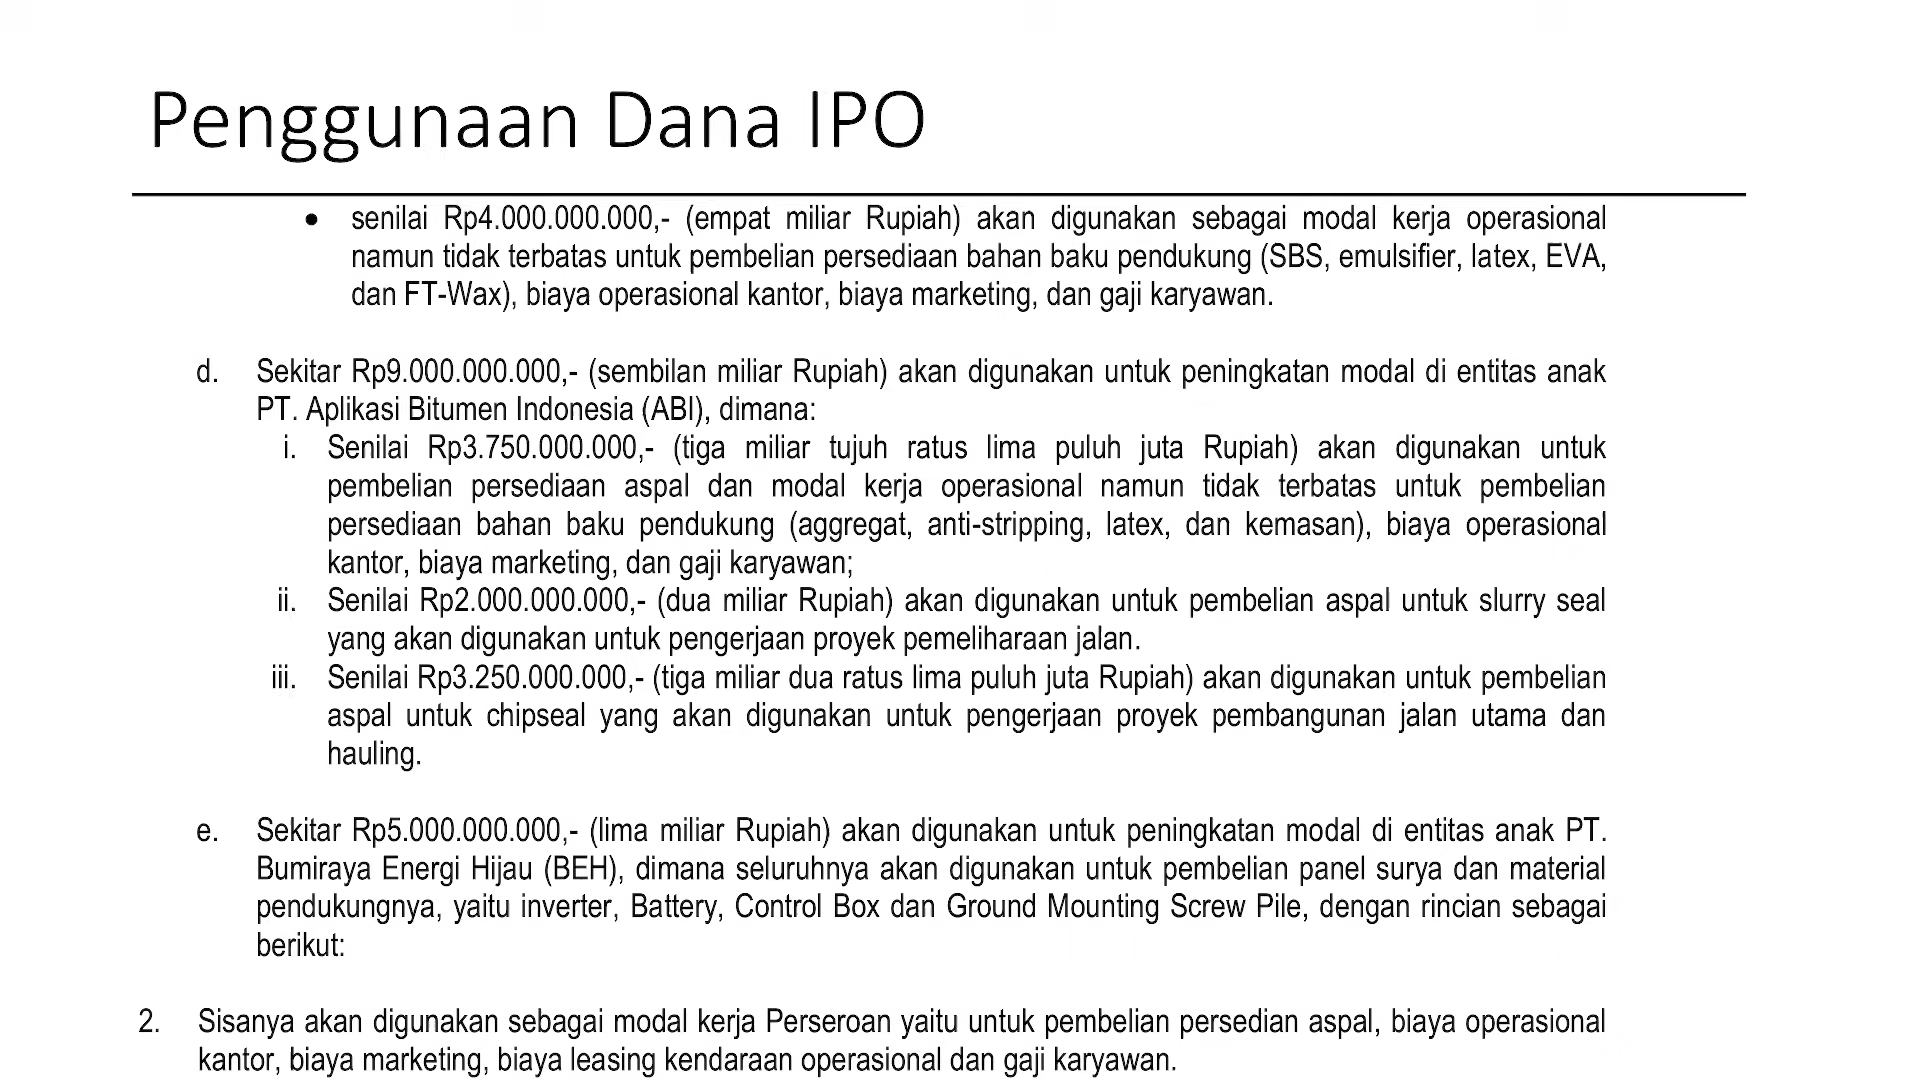 Penggunaan Dana IPO
• senilai Rp4.000.000.000,- (empat miliar Rupiah) akan digunakan sebagai modal kerja operasional
namun tidak terbatas untuk pembelian persediaan bahan baku pendukung (SBS, emulsifier, latex, EVA,
dan FT-Wax), biaya operasional kantor, biaya marketing, dan gaji karyawan.
d. Sekitar Rp9.000.000.000,- (sembilan miliar Rupiah) akan digunakan untuk peningkatan modal di entitas anak
PT. Aplikasi Bitumen Indonesia (ABI), dimana:
i. Senilai Rp3.750.000.000,- (tiga miliar tujuh ratus lima puluh juta Rupiah) akan digunakan untuk
pembelian persediaan aspal dan modal kerja operasional namun tidak terbatas untuk pembelian
persediaan bahan baku pendukung (aggregat, anti-stripping, latex, dan kemasan), biaya operasional
kantor, biaya marketing, dan gaji karyawan;
ii. Senilai Rp2.000.000.000,- (dua miliar Rupiah) akan digunakan untuk pembelian aspal untuk slurry seal
yang akan digunakan untuk pengerjaan proyek pemeliharaan jalan.
iii. Senilai Rp3.250.000.000,- (tiga miliar dua ratus lima puluh juta Rupiah) akan digunakan untuk pembelian
aspal untuk chipseal yang akan digunakan untuk pengerjaan proyek pembangunan jalan utama dan
hauling.
e. Sekitar Rp5.000.000.000,- (lima miliar Rupiah) akan digunakan untuk peningkatan modal di entitas anak PT.
Bumiraya Energi Hijau (BEH), dimana seluruhnya akan digunakan untuk pembelian panel surya dan material
pendukungnya, yaitu inverter, Battery, Control Box dan Ground Mounting Screw Pile, dengan rincian sebagai
berikut:
2. Sisanya akan digunakan sebagai modal kerja Perseroan yaitu untuk pembelian persedian aspal, biaya operasional
kantor, biaya marketing, biaya leasing kendaraan operasional dan gaji karyawan.